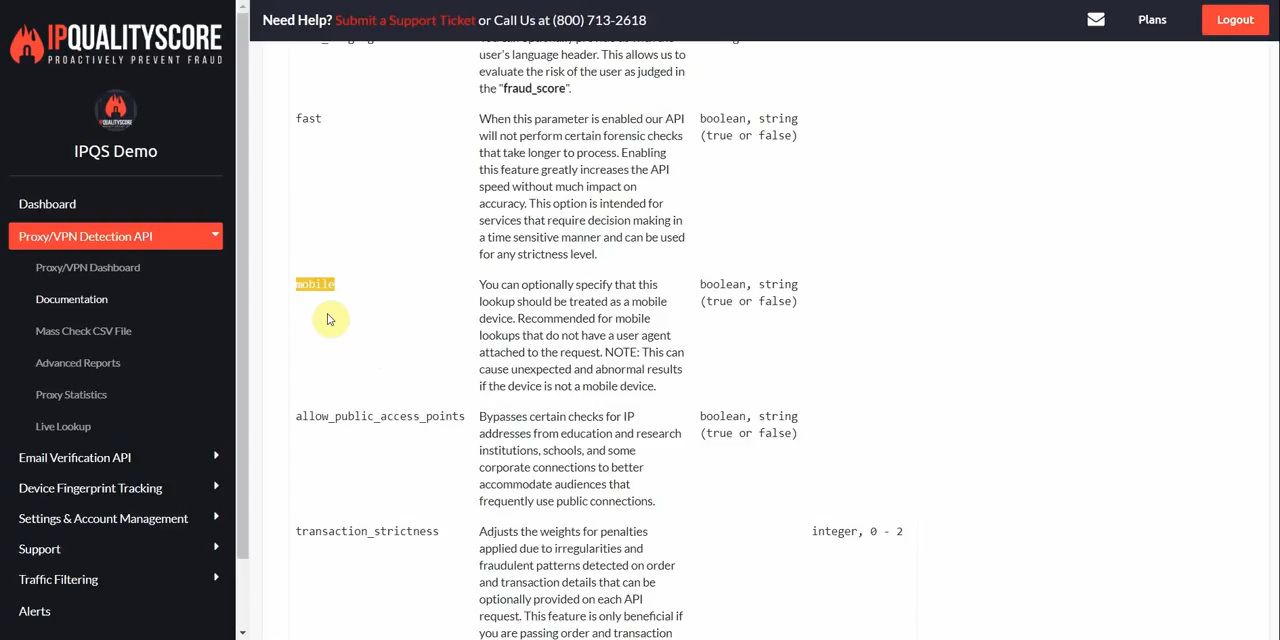 IPQUALITYSCORE
PROACTIVELY PREVENT FRAUD
IPQUALITYSCORE
IPQS Demo
Dashboard
Proxy/VPN Detection API
Proxy/VPN Dashboard
Documentation
Mass Check CSV File
Advanced Reports
Proxy Statistics
Live Lookup
Email Verification API
Device Fingerprint Tracking
Settings & Account Management
Support
Traffic Filtering
Alerts
Need Help? Submit a Support Ticket or Call Us at (800) 713-2618
Plans
Logout
user's language header. This allows us to
evaluate the risk of the user as judged in
the "fraud_score".
fast
When this parameter is enabled our API
will not perform certain forensic checks
that take longer to process. Enabling
this feature greatly increases the API
speed without much impact on
accuracy. This option is intended for
services that require decision making in
a time sensitive manner and can be used
for any strictness level.
boolean, string
(true or false)
mobile
You can optionally specify that this
lookup should be treated as a mobile
device. Recommended for mobile
lookups that do not have a user agent
attached to the request. NOTE: This can
cause unexpected and abnormal results
if the device is not a mobile device.
boolean, string
(true or false)
allow_public_access_points
Bypasses certain checks for IP
addresses from education and research
institutions, schools, and some
corporate connections to better
accommodate audiences that
frequently use public connections.
boolean, string
(true or false)
transaction_strictness
Adjusts the weights for penalties
applied due to irregularities and
fraudulent patterns detected on order
and transaction details that can be
optionally provided on each API
request. This feature is only beneficial if
you are passing order and transaction
integer, 0 - 2